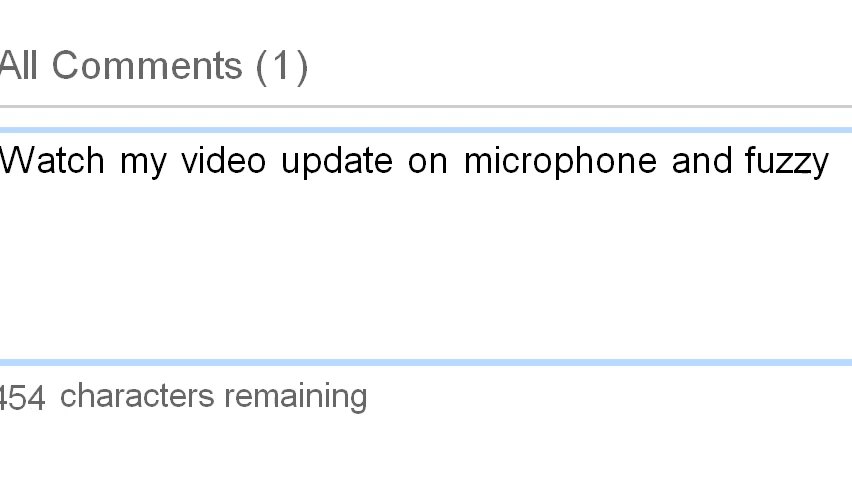 All Comments (1)
Watch my video update on microphone and fuzzy
454 characters remaining